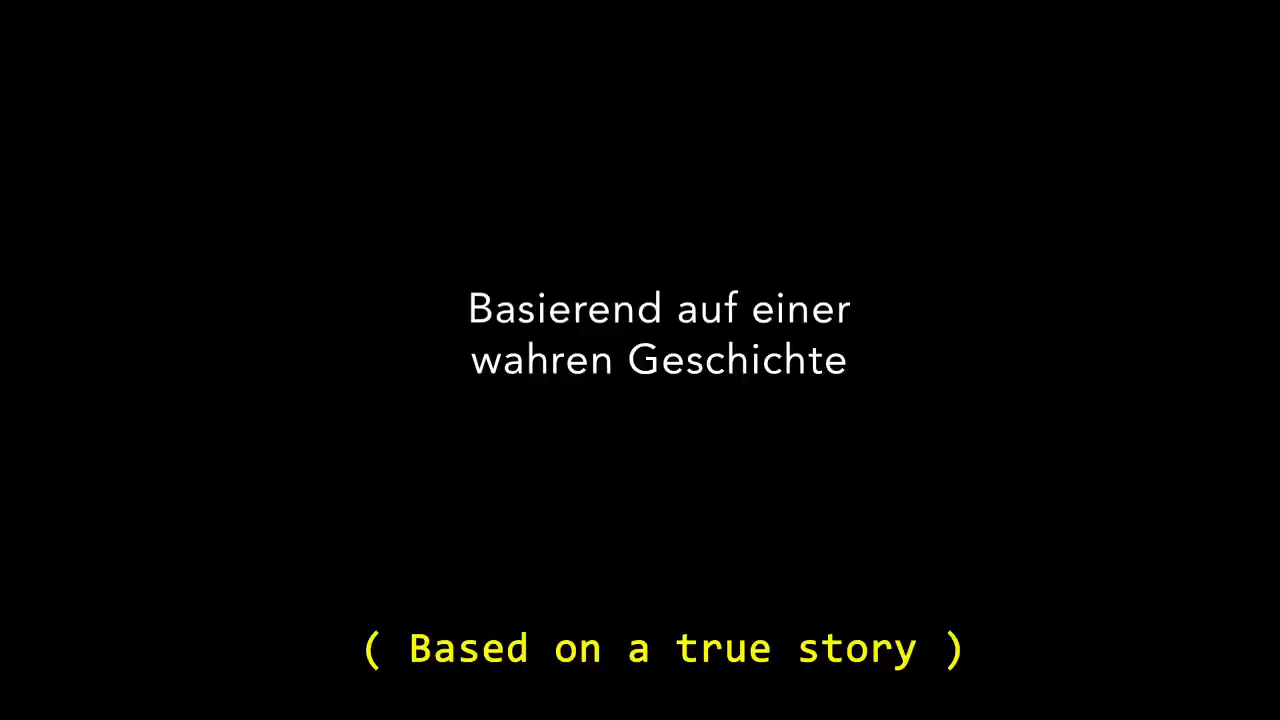 Basierend auf einer
wahren Geschichte
( Based on a true story )